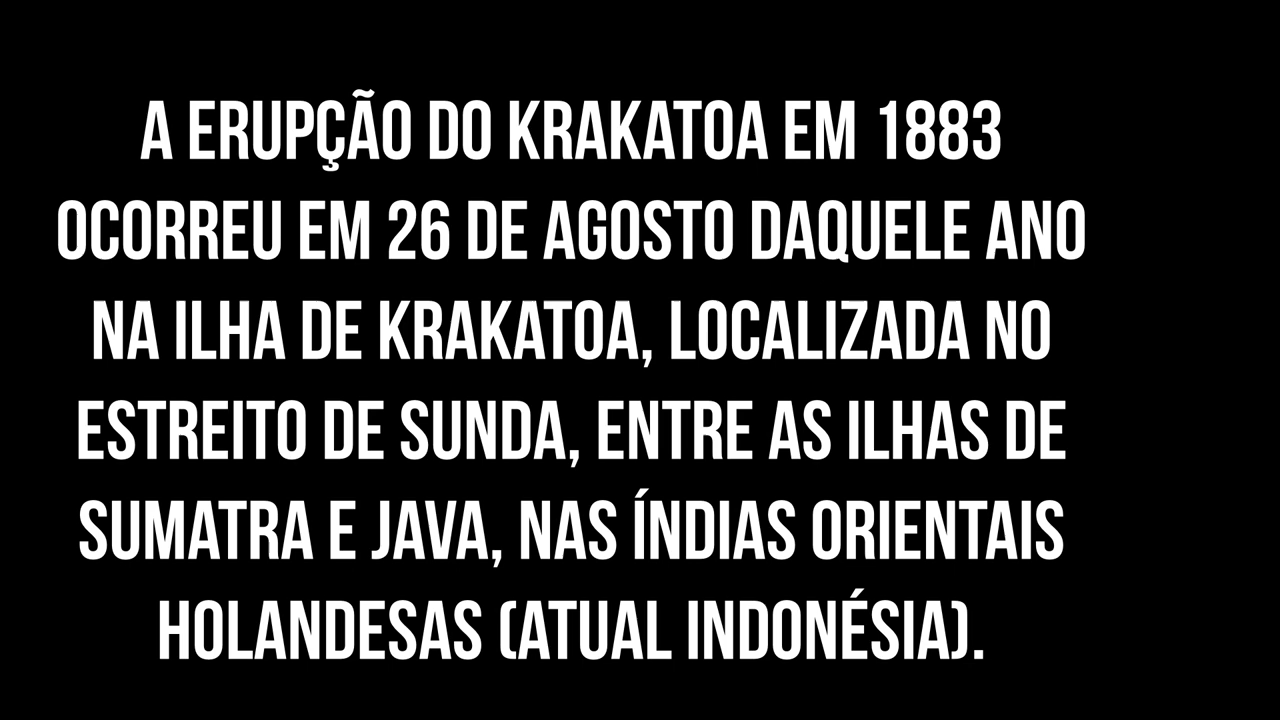 A ERUPÇÃO DO KRAKATOA EM 1883
OCORREU EM 26 DE AGOSTO DAQUELE ANO
NA ILHA DE KRAKATOA, LOCALIZADA NO
ESTREITO DE SUNDA, ENTRE AS ILHAS DE
SUMATRA E JAVA, NAS ÍNDIAS ORIENTAIS
HOLANDESAS (ATUAL INDONÉSIA).